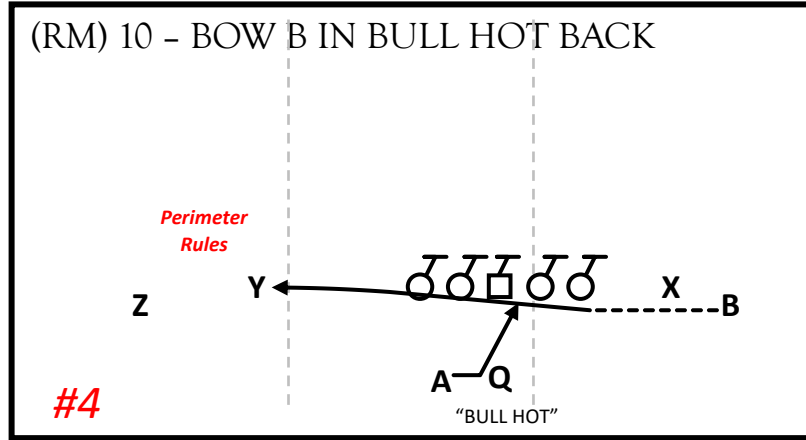 (RM) 10 – BOW B IN BULL HOT BACK
Perimeter
Rules
Y
X
Z
B
A
Q
#4
“BULL HOT”